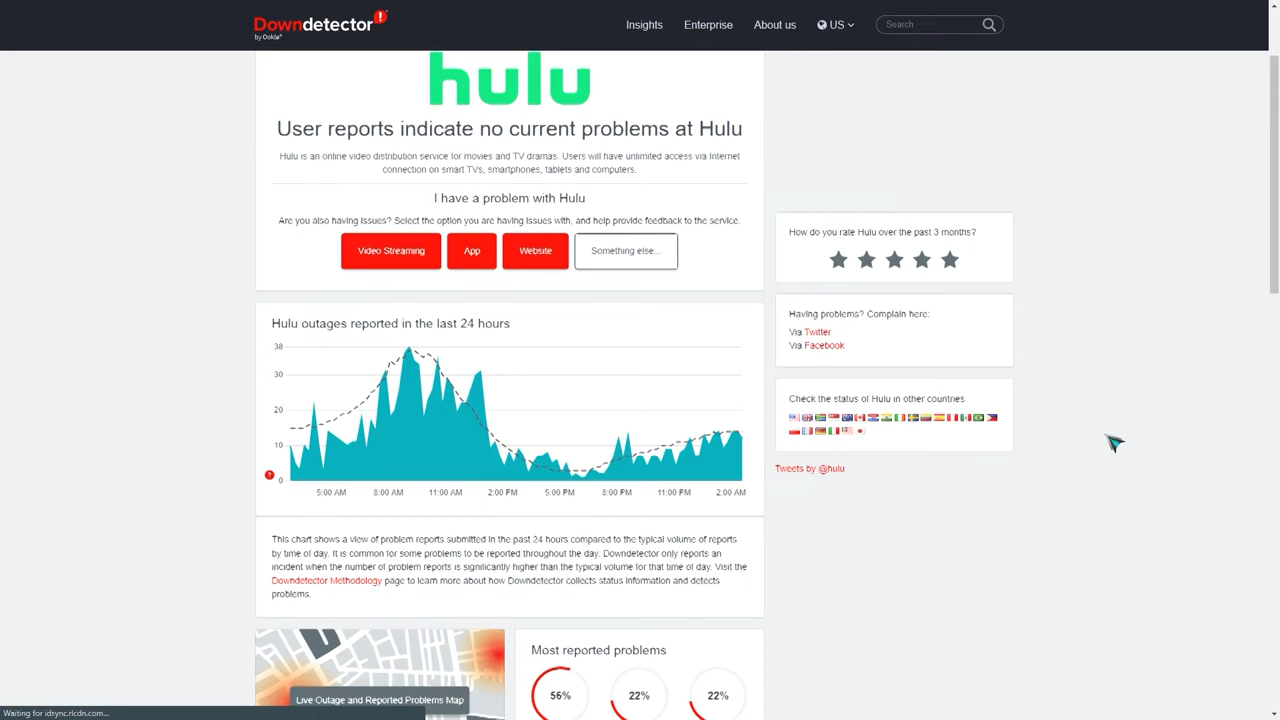 Downdetector
by Ookla®
Insights
Enterprise
About us
US
Search
hulu
User reports indicate no current problems at Hulu
Hulu is an online video distribution service for movies and TV dramas. Users will have unlimited access via Internet
connection on smart TVs, smartphones, tablets and computers.
I have a problem with Hulu
Are you also having issues? Select the option you are having issues with, and help provide feedback to the service.
Video Streaming
App
Website
Something else...
How do you rate Hulu over the past 3 months?
Having problems? Complain here:
Via Twitter
Via Facebook
Check the status of Hulu in other countries
Tweets by @hulu
Hulu outages reported in the last 24 hours
38
30
20
10
0
?
5:00 AM 8:00 AM 11:00 AM 2:00 PM 5:00 PM 8:00 PM 11:00 PM 2:00 AM
This chart shows a view of problem reports submitted in the past 24 hours compared to the typical volume of reports
by time of day. It is common for some problems to be reported throughout the day. Downdetector only reports an
incident when the number of problem reports is significantly higher than the typical volume for that time of day. Visit the
Downdetector Methodology page to learn more about how Downdetector collects status information and detects
problems.
Live Outage and Reported Problems Map
Most reported problems
56% 22% 22%
Waiting for idsync.rlcdn.com...